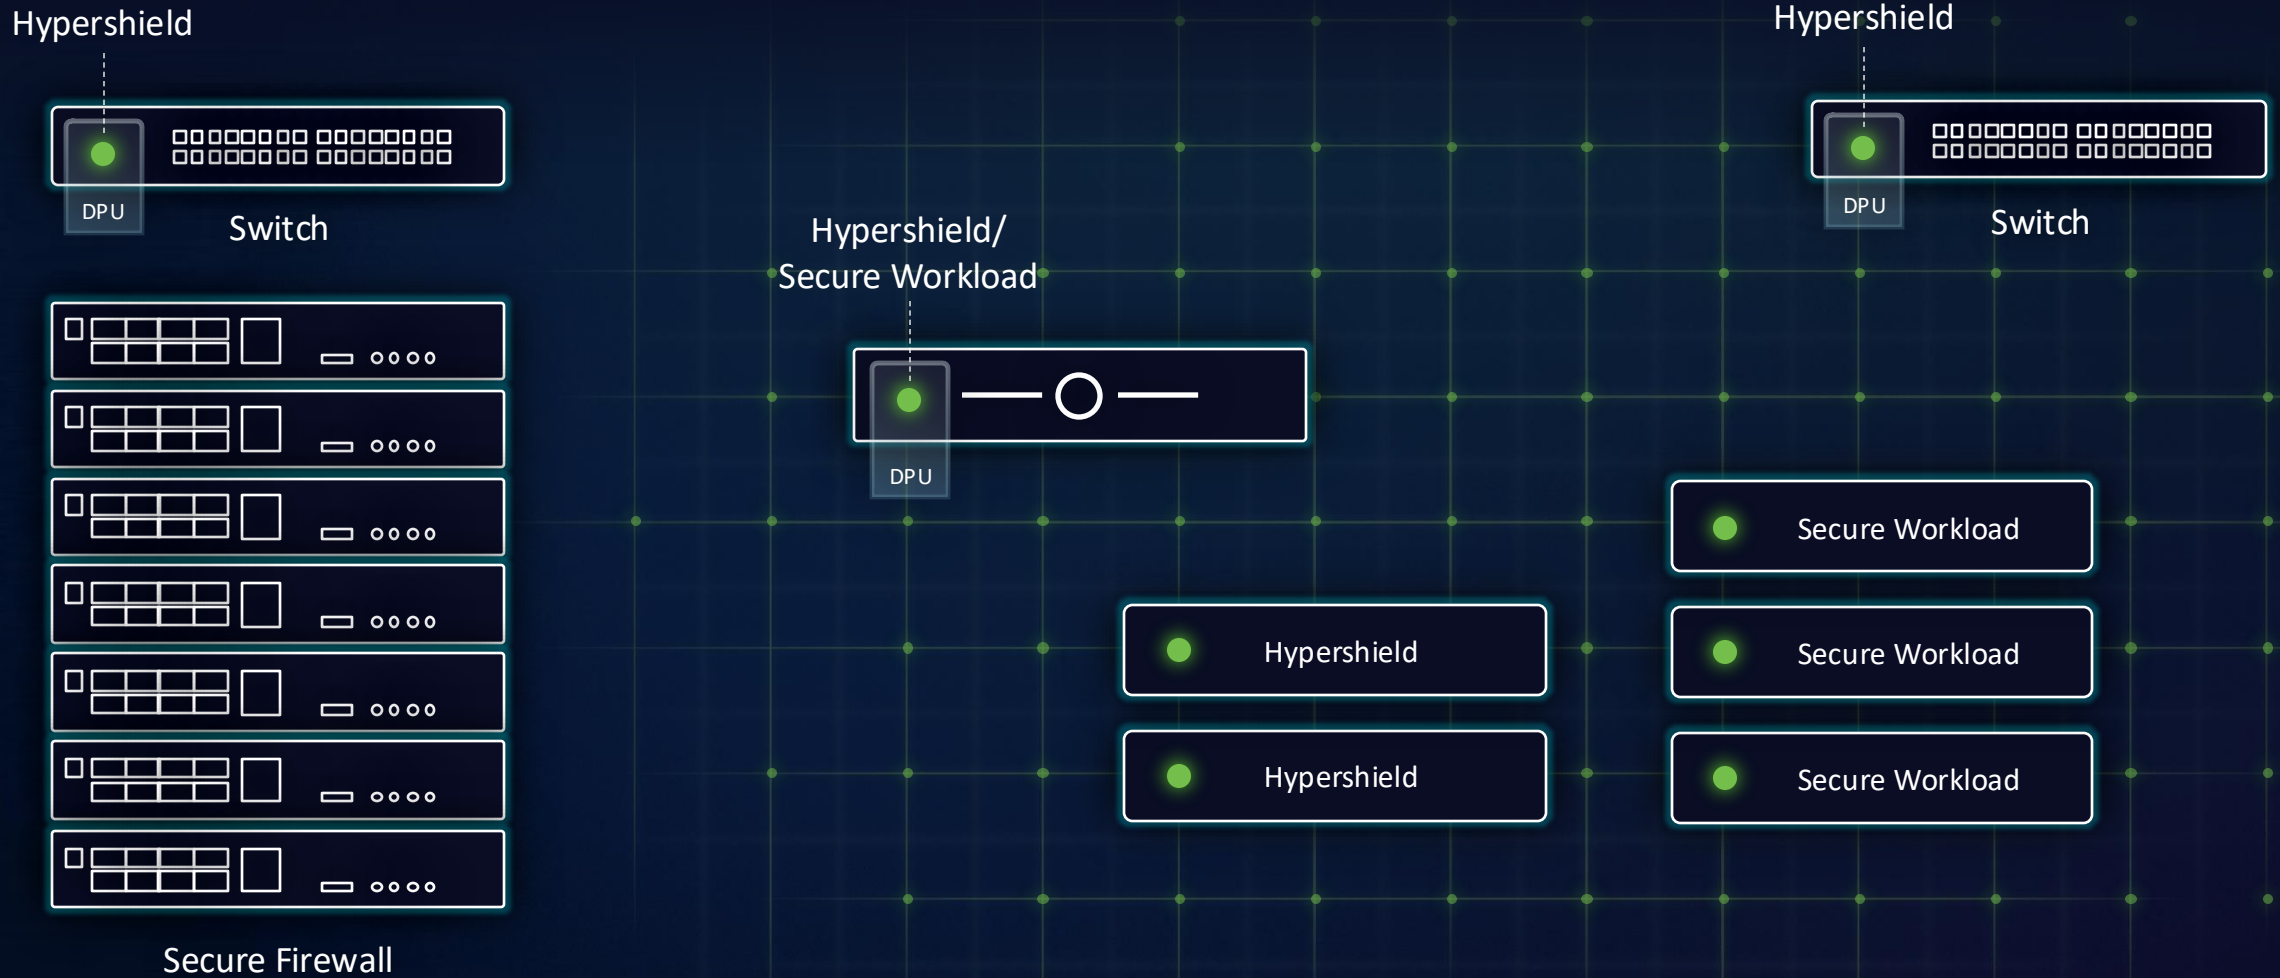 Hypershield
DPU
Switch
Secure Firewall
Hypershield/
Secure Workload
DPU
Hypershield
Hypershield
Hypershield
DPU
Switch
Secure Workload
Secure Workload
Secure Workload